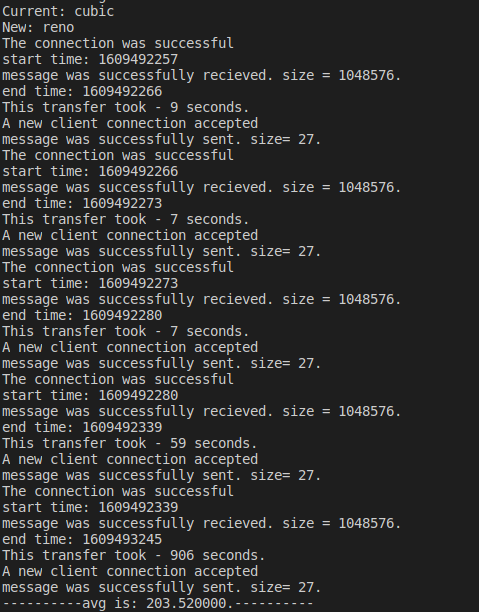 Current: cubic
New: reno
The connection was successful
start time: 1609492257
message was successfully recieved. size = 1048576.
end time: 1609492266
This transfer took - 9 seconds.
A new client connection accepted
message was successfully sent. size= 27.
The connection was successful
start time: 1609492266
message was successfully recieved. size = 1048576.
end time: 1609492273
This transfer took - 7 seconds.
A new client connection accepted
message was successfully sent. size= 27.
The connection was successful
start time: 1609492273
message was successfully recieved. size = 1048576.
end time: 1609492280
This transfer took - 7 seconds.
A new client connection accepted
message was successfully sent. size= 27.
The connection was successful
start time: 1609492280
message was successfully recieved. size = 1048576.
end time: 1609492339
This transfer took - 59 seconds.
A new client connection accepted
message was successfully sent. size= 27.
The connection was successful
start time: 1609492339
message was successfully recieved. size = 1048576.
end time: 1609493245
This transfer took - 906 seconds.
A new client connection accepted
message was successfully sent. size= 27.
----------avg is: 203.520000.----------